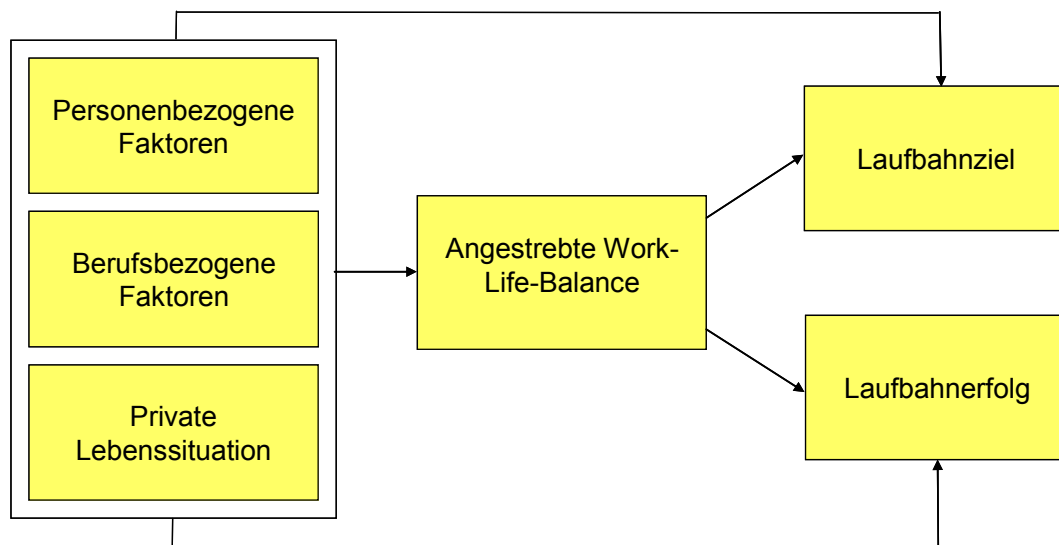 Personenbezogene
Faktoren
Berufsbezogene
Faktoren
Private
Lebenssituation
Angestrebte Work-
Life-Balance
Laufbahnziel
Laufbahnerfolg